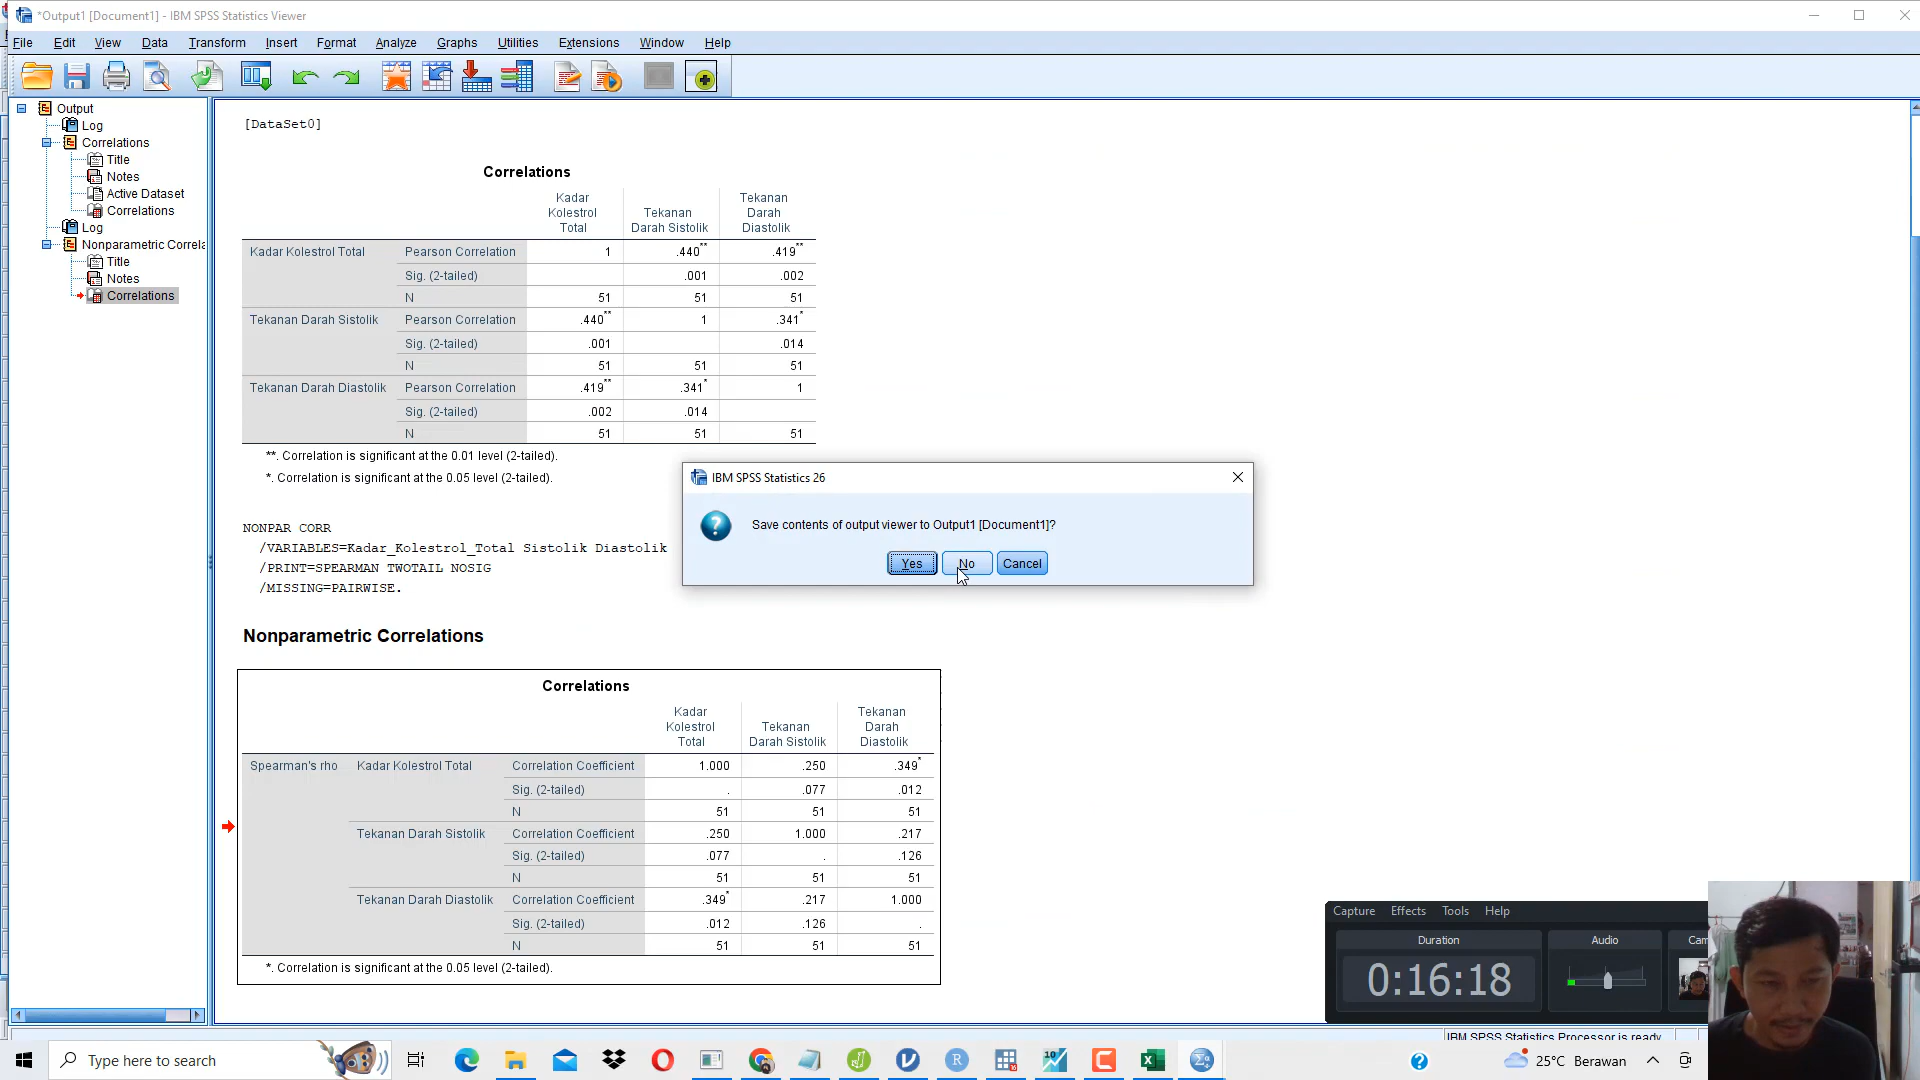 *Output1 [Document1] - IBM SPSS Statistics Viewer
File Edit View Data Transform Insert Format Analyze Graphs Utilities Extensions Window Help
Output
Log
Correlations
Title
Notes
Active Dataset
Correlations
Log
Nonparametric Correla
Title
Notes
Correlations
[DataSet0]
Correlations
Kadar Kolestrol Total
Tekanan Darah Sistolik
Tekanan Darah Diastolik
Kadar Kolestrol Total Pearson Correlation 1 .440** .419**
Sig. (2-tailed) .001 .002
N 51 51 51
Tekanan Darah Sistolik Pearson Correlation .440** 1 .341*
Sig. (2-tailed) .001 .014
N 51 51 51
Tekanan Darah Diastolik Pearson Correlation .419** .341* 1
Sig. (2-tailed) .002 .014
N 51 51 51
**. Correlation is significant at the 0.01 level (2-tailed).
*. Correlation is significant at the 0.05 level (2-tailed).
IBM SPSS Statistics 26
Save contents of output viewer to Output1 [Document1]?
Yes No Cancel
NONPAR CORR
/VARIABLES=Kadar_Kolestrol_Total Sistolik Diastolik
/PRINT=SPEARMAN TWOTAIL NOSIG
/MISSING=PAIRWISE.
Nonparametric Correlations
Correlations
Kadar Kolestrol Total
Tekanan Darah Sistolik
Tekanan Darah Diastolik
Spearman's rho Kadar Kolestrol Total Correlation Coefficient 1.000 .250 .349*
Sig. (2-tailed) . .077 .012
N 51 51 51
Tekanan Darah Sistolik Correlation Coefficient .250 1.000 .217
Sig. (2-tailed) .077 . .126
N 51 51 51
Tekanan Darah Diastolik Correlation Coefficient .349* .217 1.000
Sig. (2-tailed) .012 .126 .
N 51 51 51
*. Correlation is significant at the 0.05 level (2-tailed).
Capture Effects Tools Help
Duration Audio Cam
0:16:18
IBM SPSS Statistics Processor is ready
Type here to search
25°C Berawan